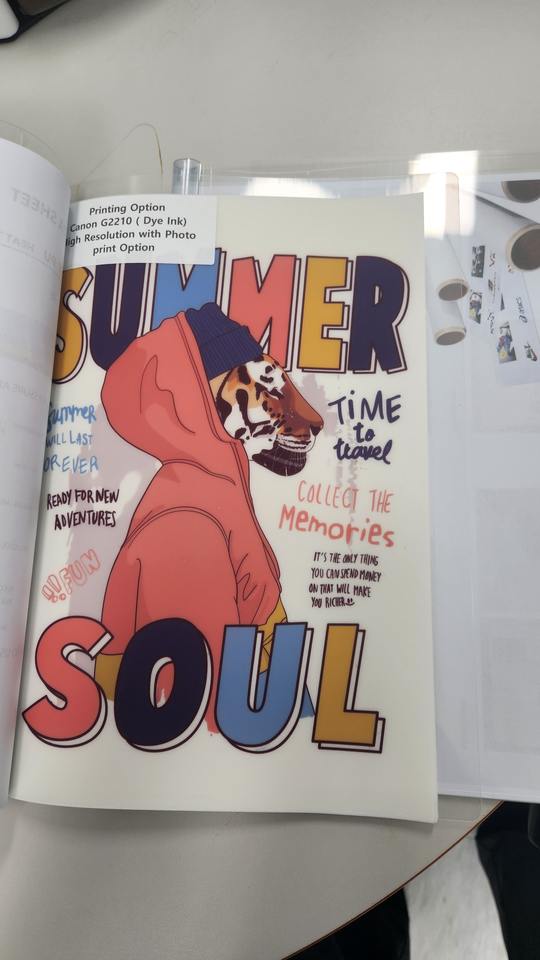 Printing Option
Canon G2210 ( Dye Ink)
High Resolution with Photo
print Option
SUMMER
Summer
WILL LAST
FOREVER
READY FOR NEW
ADVENTURES
!!FUN
TiME
to
travel
COLLECT THE
Memories
IT'S THE ONLY THING
YOU CAN SPEND MONEY
ON THAT WILL MAKE
YOU RICHER
SOUL
SHEET
HEAT